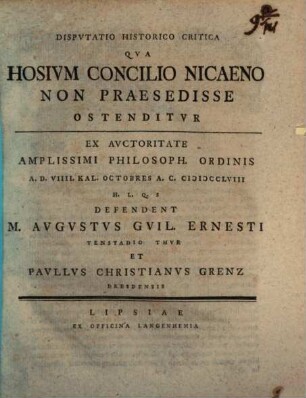 DISPVTATIO HISTORICO CRITICA
QVA
HOSIVM CONCILIO NICAENO
NON PRAESEDISSE
OSTENDITVR
EX AVCTORITATE
AMPLISSIMI PHILOSOPH. ORDINIS
A. D. VIIII. KAL. OCTOBRES A. C. CIƆIƆCCLVIII
H. L. Q. S
DEFENDENT
M. AVGVSTVS GVIL. ERNESTI
TENSTADIO THVR
ET
PAVLLVS CHRISTIANVS GRENZ
DRESDENSIS
LIPSIAE
EX OFFICINA LANGENHEMIA